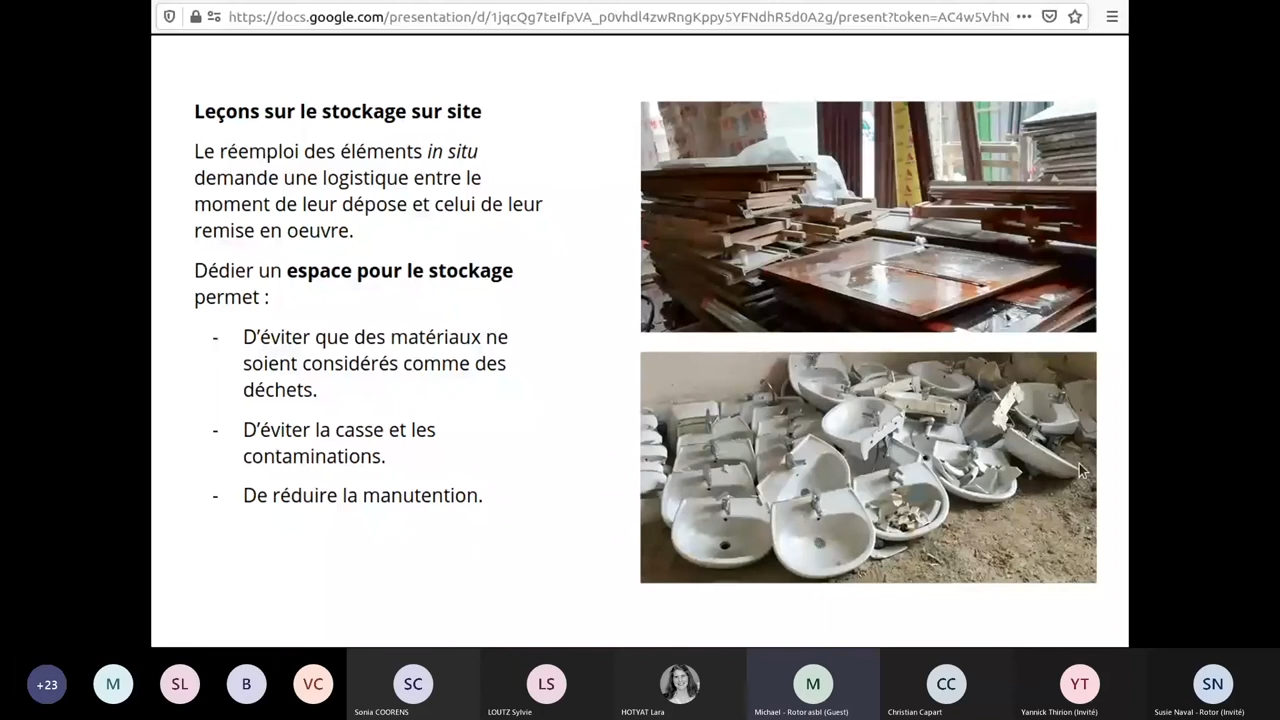 https://docs.google.com/presentation/d/1jqcQg7teIfpVA_p0vhdl4zwRngKppy5YFNdhR5d0A2g/present?token=AC4w5VhN
Leçons sur le stockage sur site
Le réemploi des éléments in situ
demande une logistique entre le
moment de leur dépose et celui de leur
remise en oeuvre.
Dédier un espace pour le stockage
permet :
- D'éviter que des matériaux ne
soient considérés comme des
déchets.
- D'éviter la casse et les
contaminations.
- De réduire la manutention.
+23 M SL B VC SC LS M CC YT SN
Sonia COORENS LOUTZ Sylvie HOTYAT Lara Michael - Rotor asbl (Guest) Christian Capart Yannick Thirion (Invité) Susie Naval - Rotor (Invité)